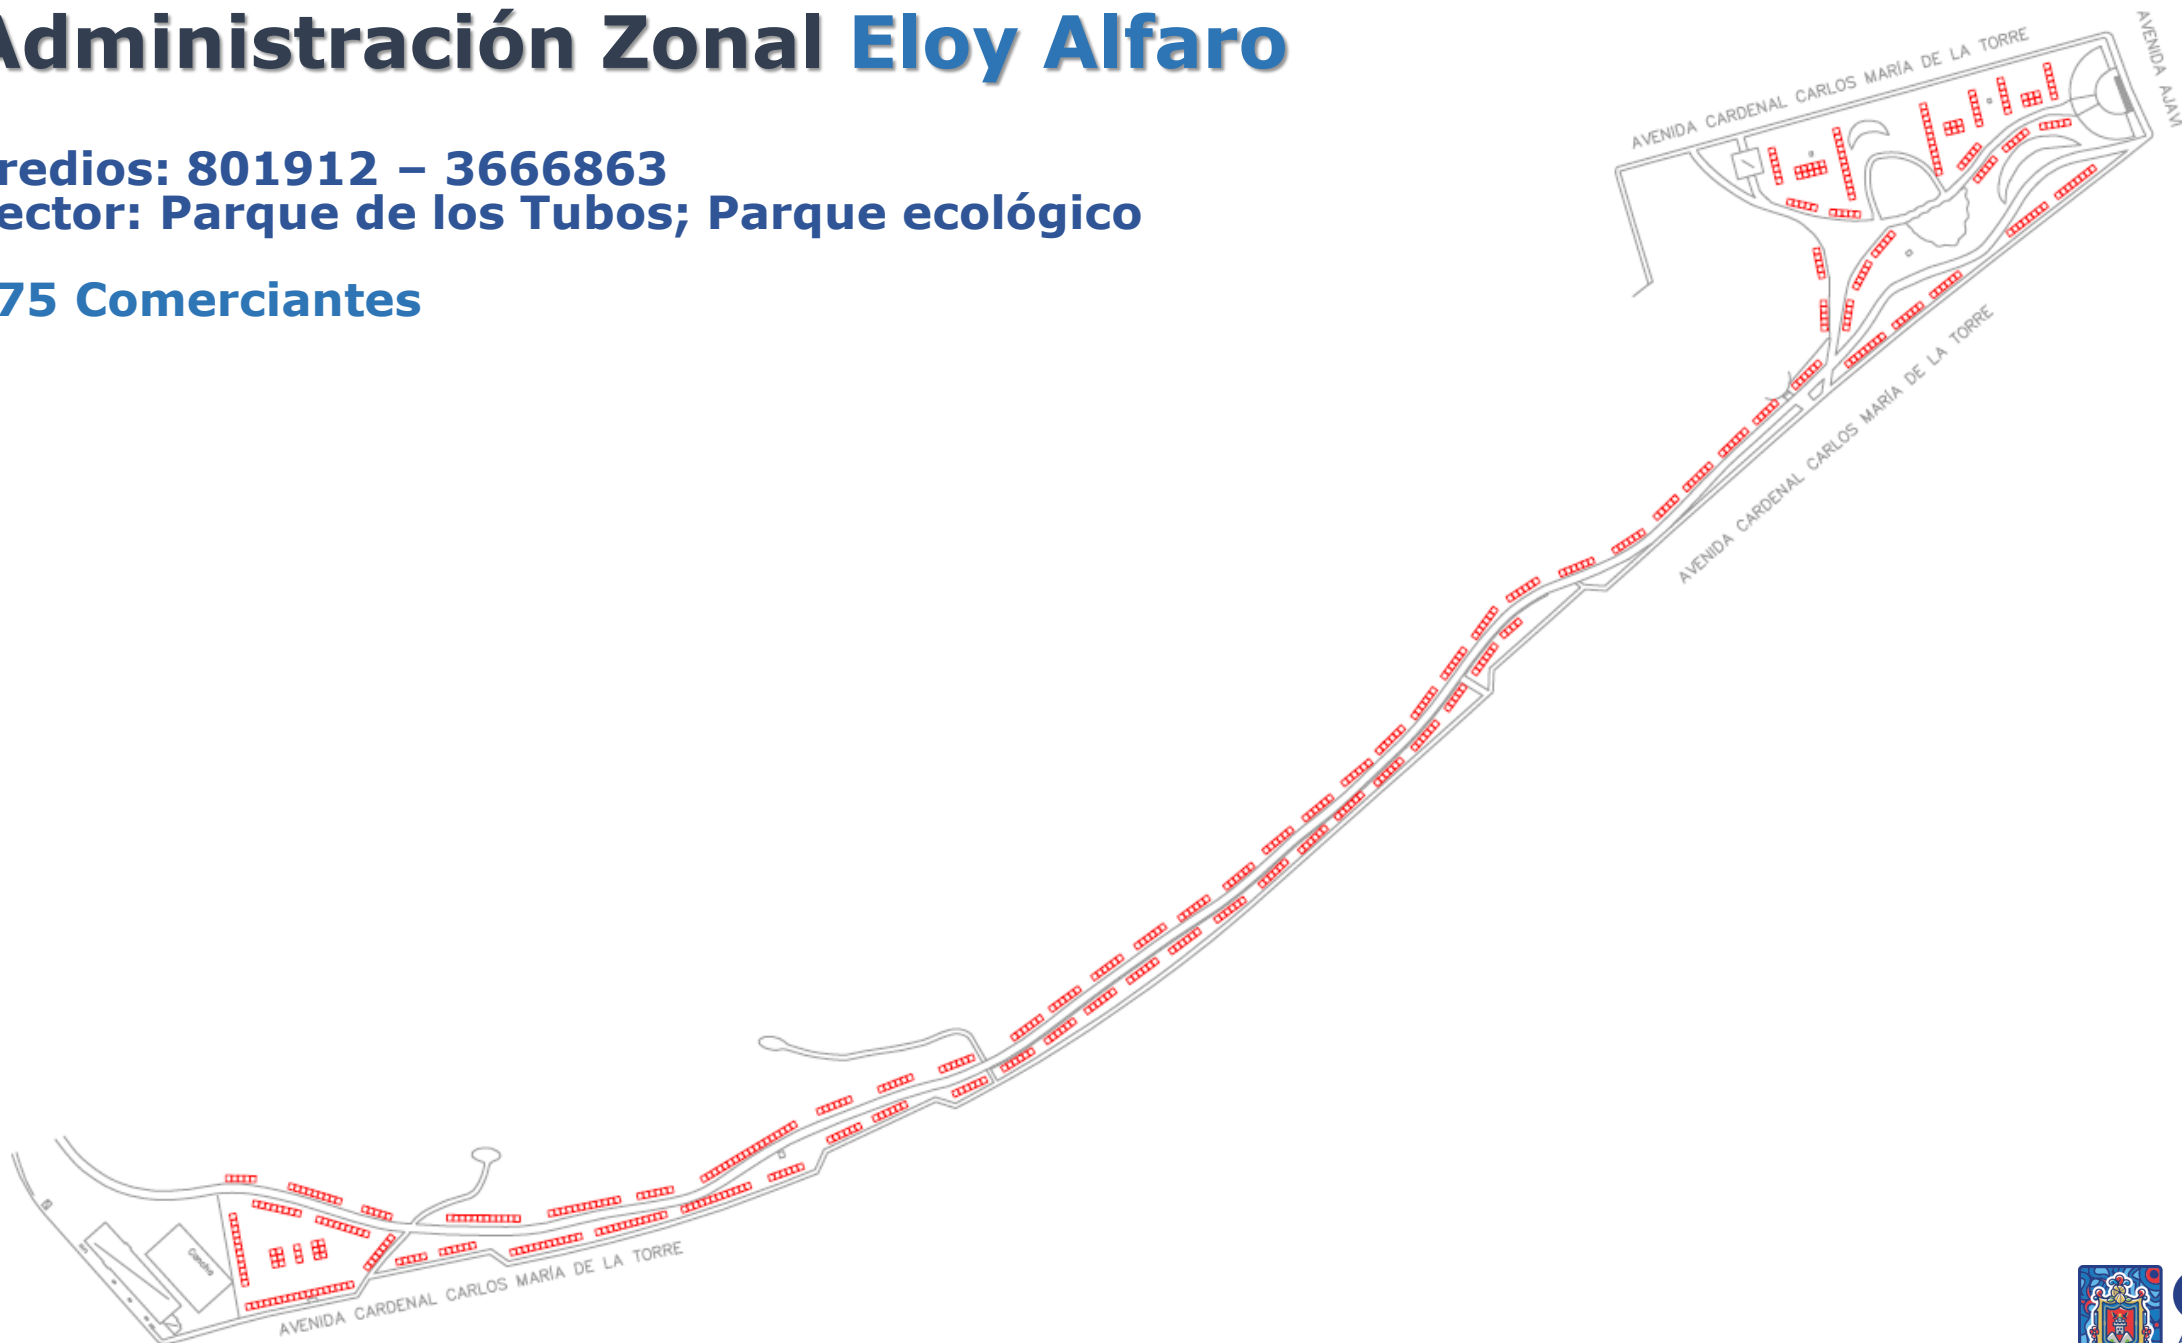 Administración Zonal Eloy Alfaro
redios: 801912 – 3666863
ector: Parque de los Tubos; Parque ecológico
75 Comerciantes
AVENIDA CARDENAL CARLOS MARÍA DE LA TORRE
AVENIDA AJAVI
AVENIDA CARDENAL CARLOS MARÍA DE LA TORRE
Cancha
AVENIDA CARDENAL CARLOS MARÍA DE LA TORRE